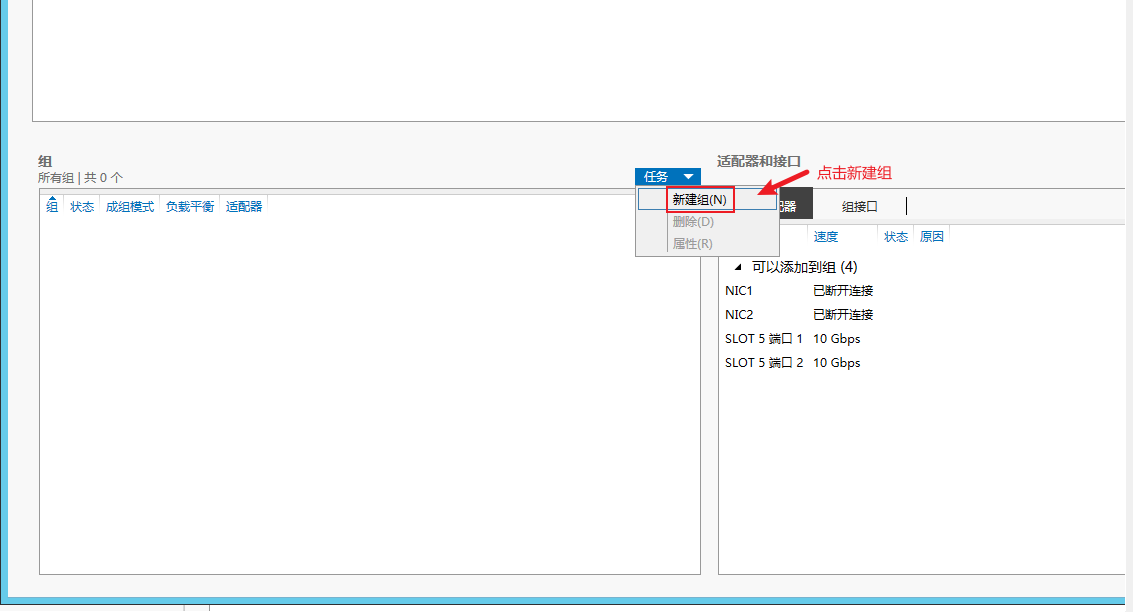 组
所有组 | 共 0 个
任务
适配器和接口
点击新建组
新建组(N)
删除(D)
属性(R)
组 状态 成组模式 负载平衡 适配器
器 组接口
速度 状态 原因
可以添加到组 (4)
NIC1 已断开连接
NIC2 已断开连接
SLOT 5 端口 1 10 Gbps
SLOT 5 端口 2 10 Gbps